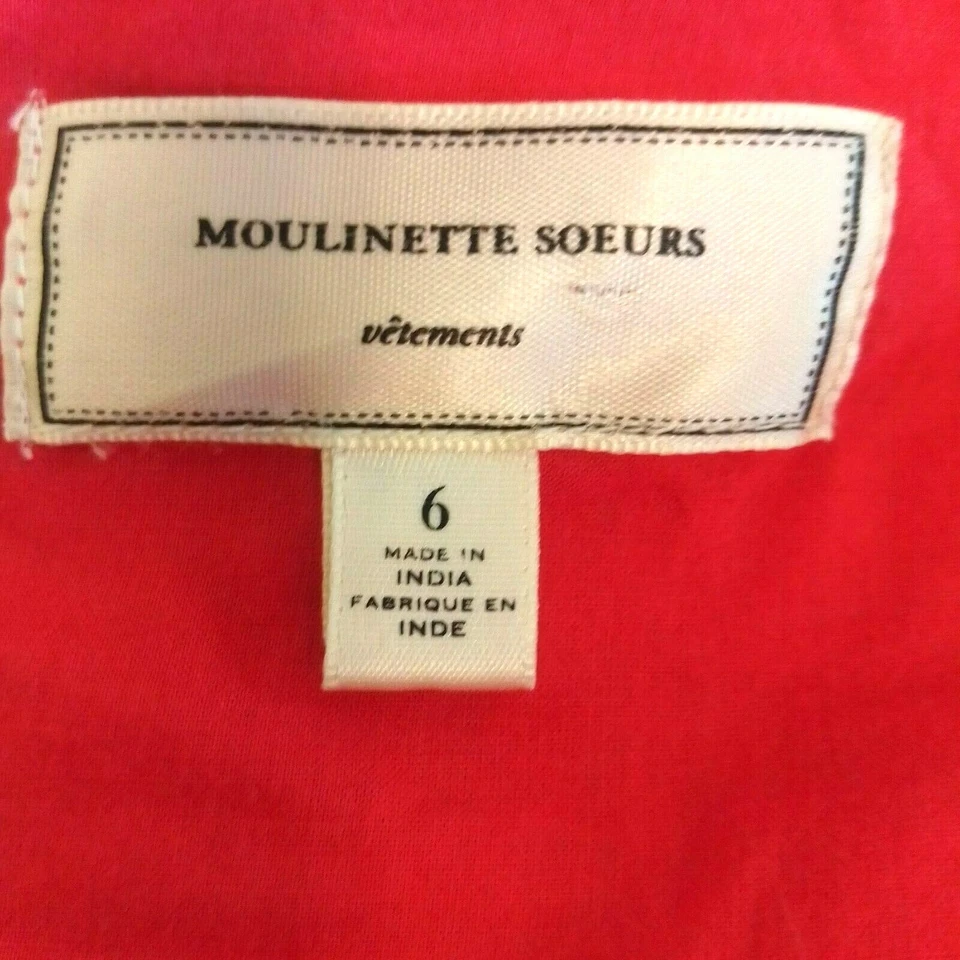 MOULINETTE SOEURS
vêtements
6
MADE IN
INDIA
FABRIQUE EN
INDE